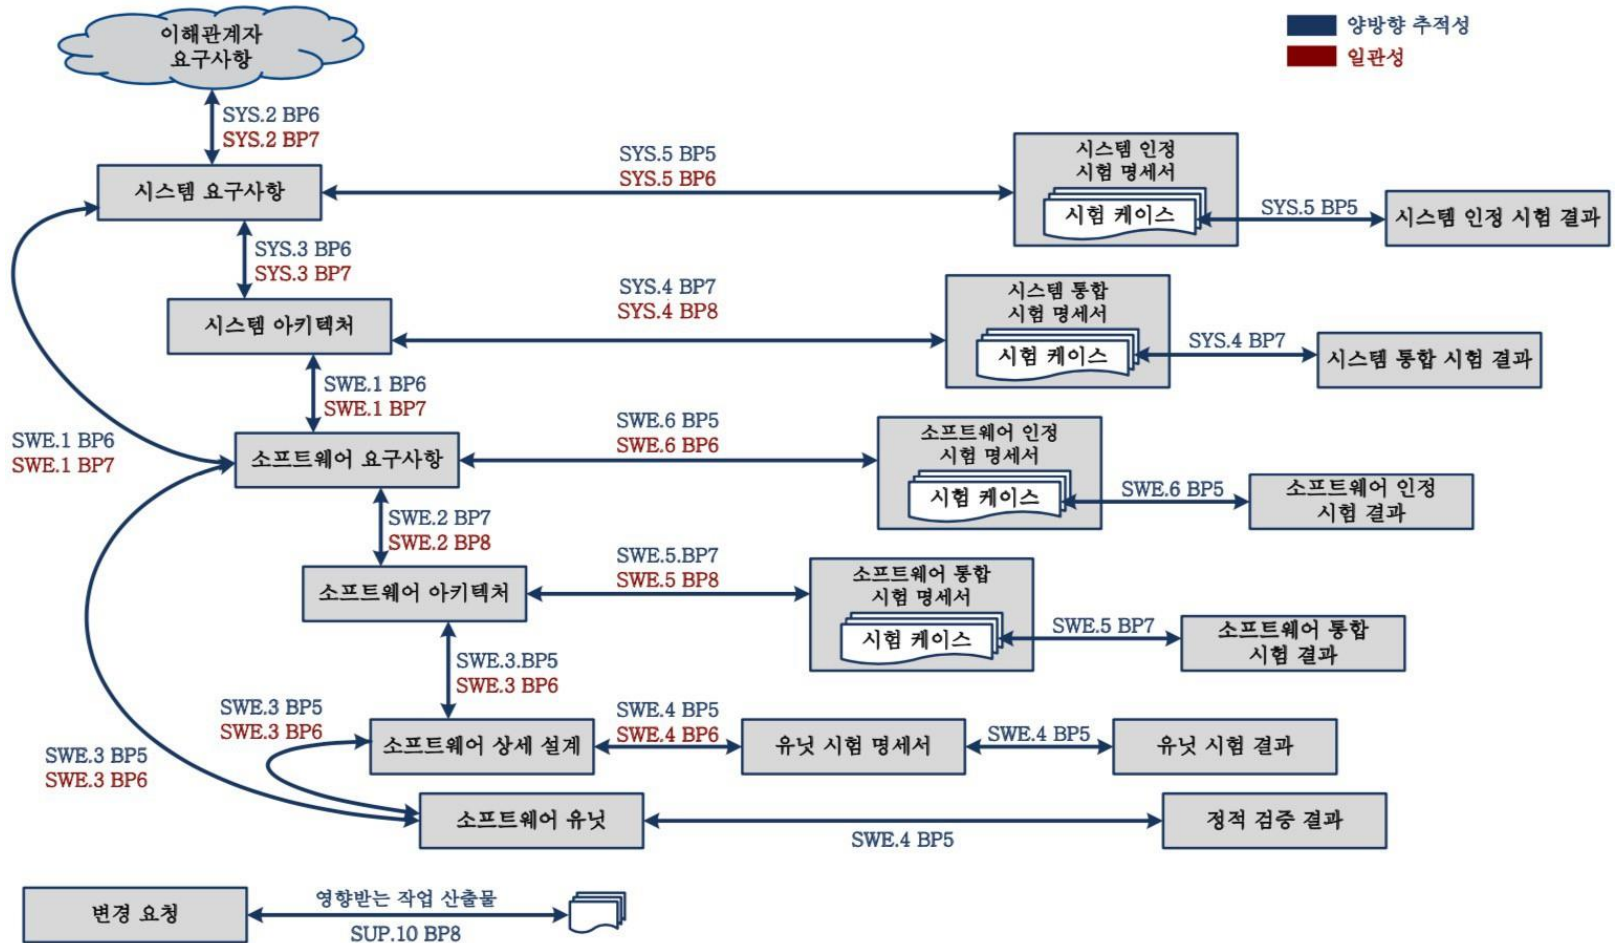 이해관계자
요구사항
양방향 추적성
일관성
SYS.2 BP6
SYS.2 BP7
시스템 요구사항
SYS.5 BP5
SYS.5 BP6
시스템 인정
시험 명세서
시험 케이스
SYS.5 BP5
시스템 인정 시험 결과
SYS.3 BP6
SYS.3 BP7
시스템 아키텍처
SYS.4 BP7
SYS.4 BP8
시스템 통합
시험 명세서
시험 케이스
SYS.4 BP7
시스템 통합 시험 결과
SWE.1 BP6
SWE.1 BP7
SWE.1 BP6
SWE.1 BP7
소프트웨어 요구사항
SWE.6 BP5
SWE.6 BP6
소프트웨어 인정
시험 명세서
시험 케이스
SWE.6 BP5
소프트웨어 인정
시험 결과
SWE.2 BP7
SWE.2 BP8
소프트웨어 아키텍처
SWE.5.BP7
SWE.5 BP8
소프트웨어 통합
시험 명세서
시험 케이스
SWE.5 BP7
소프트웨어 통합
시험 결과
SWE.3.BP5
SWE.3 BP6
SWE.3 BP5
SWE.3 BP6
소프트웨어 상세 설계
SWE.4 BP5
SWE.4 BP6
유닛 시험 명세서
SWE.4 BP5
유닛 시험 결과
SWE.3 BP5
SWE.3 BP6
소프트웨어 유닛
SWE.4 BP5
정적 검증 결과
변경 요청
영향받는 작업 산출물
SUP.10 BP8